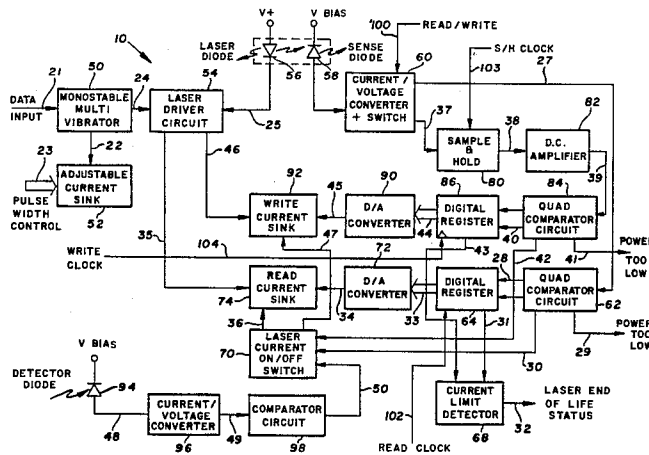 V+
V BIAS
100
READ/WRITE
10
LASER DIODE
SENSE DIODE
60
S/H CLOCK
27
21
50
24
54
56
58
CURRENT/ VOLTAGE CONVERTER + SWITCH
103
DATA INPUT
MONOSTABLE MULTI VIBRATOR
LASER DRIVER CIRCUIT
25
37
82
SAMPLE & HOLD
38
D.C. AMPLIFIER
23
22
46
80
39
ADJUSTABLE CURRENT SINK
92
90
86
84
PULSE WIDTH CONTROL
52
WRITE CURRENT SINK
45
D/A CONVERTER
44
DIGITAL REGISTER
40
QUAD COMPARATOR CIRCUIT
35
104
47
72
43
42
41
POWER TOO LOW
WRITE CLOCK
28
READ CURRENT SINK
74
D/A CONVERTER
DIGITAL REGISTER
QUAD COMPARATOR CIRCUIT
62
36
34
33
64
31
29
POWER TOO LOW
V BIAS
70
LASER CURRENT ON/OFF SWITCH
30
DETECTOR DIODE
94
50
CURRENT LIMIT DETECTOR
LASER END OF LIFE STATUS
48
CURRENT/ VOLTAGE CONVERTER
49
COMPARATOR CIRCUIT
102
32
96
98
READ CLOCK
68